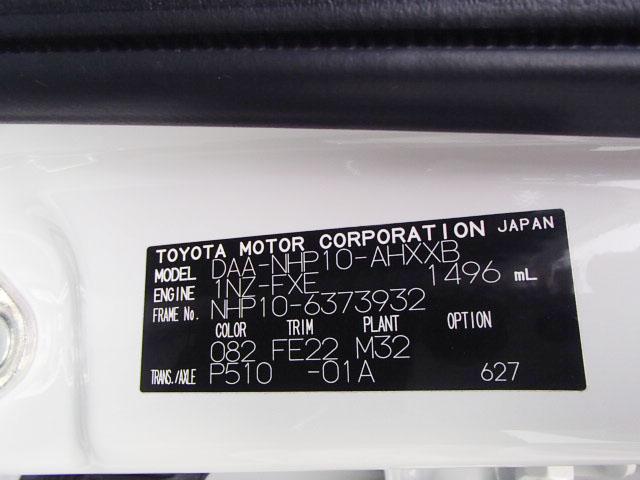 TOYOTA MOTOR CORPORATION JAPAN
MODEL DAA-NHP10-AHXXB
ENGINE 1NZ-FXE 1496 mL
FRAME No. NHP10-6373932
COLOR TRIM PLANT OPTION
082 FE22 M32
TRANS./AXLE P510 -01A 627